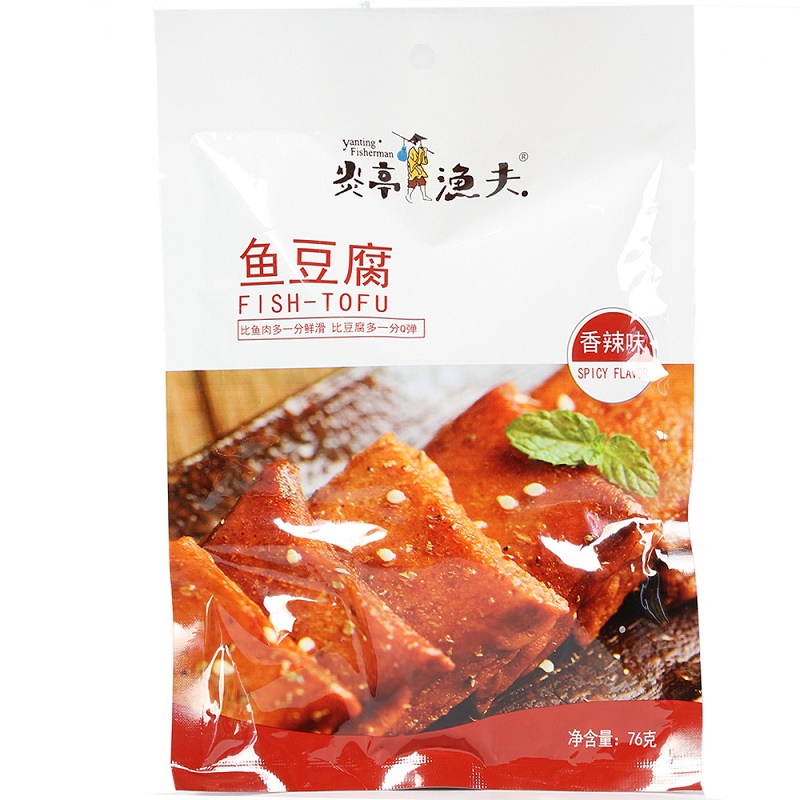 Yanting
Fisherman
炎亭渔夫®
鱼豆腐
FISH-TOFU
比鱼肉多一分鲜滑 比豆腐多一分Q弹
香辣味
SPICY FLAVOR
净含量: 76克